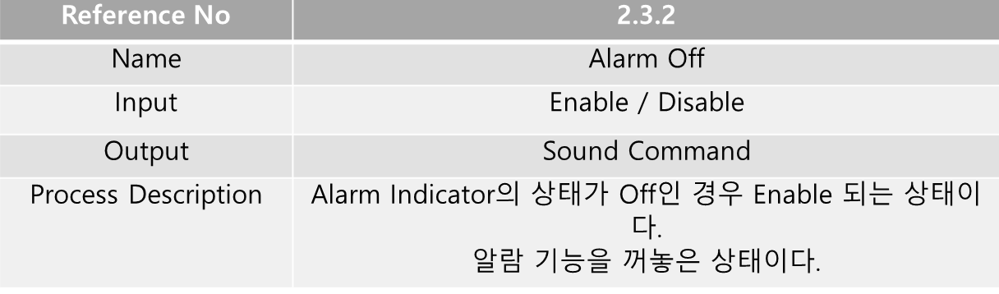 Reference No 2.3.2
Name Alarm Off
Input Enable / Disable
Output Sound Command
Process Description Alarm Indicator의 상태가 Off인 경우 Enable 되는 상태이
다.
알람 기능을 꺼놓은 상태이다.